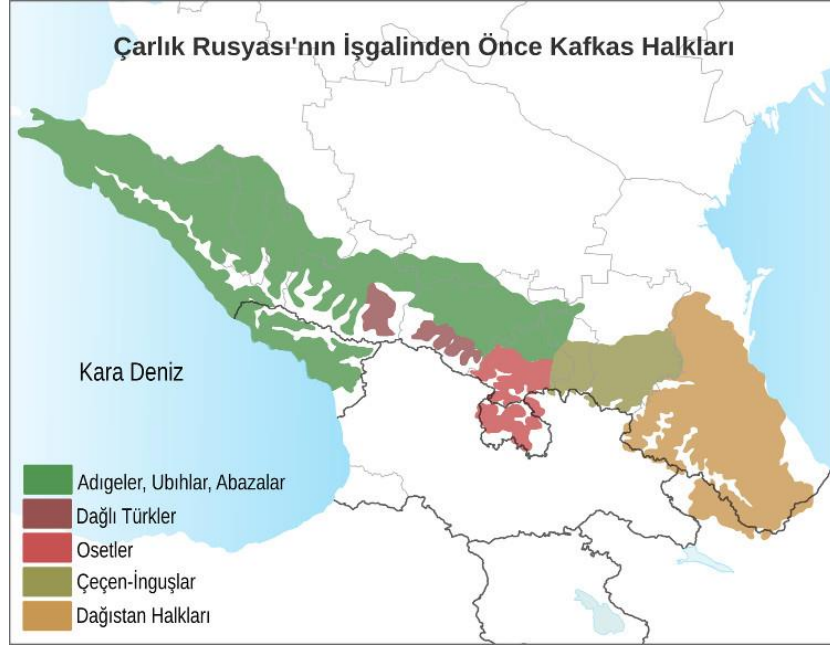 Çarlık Rusyası'nın İşgalinden Önce Kafkas Halkları
Kara Deniz
Adıgeler, Ubıhlar, Abazalar
Dağlı Türkler
Osetler
Çeçen-İnguşlar
Dağıstan Halkları